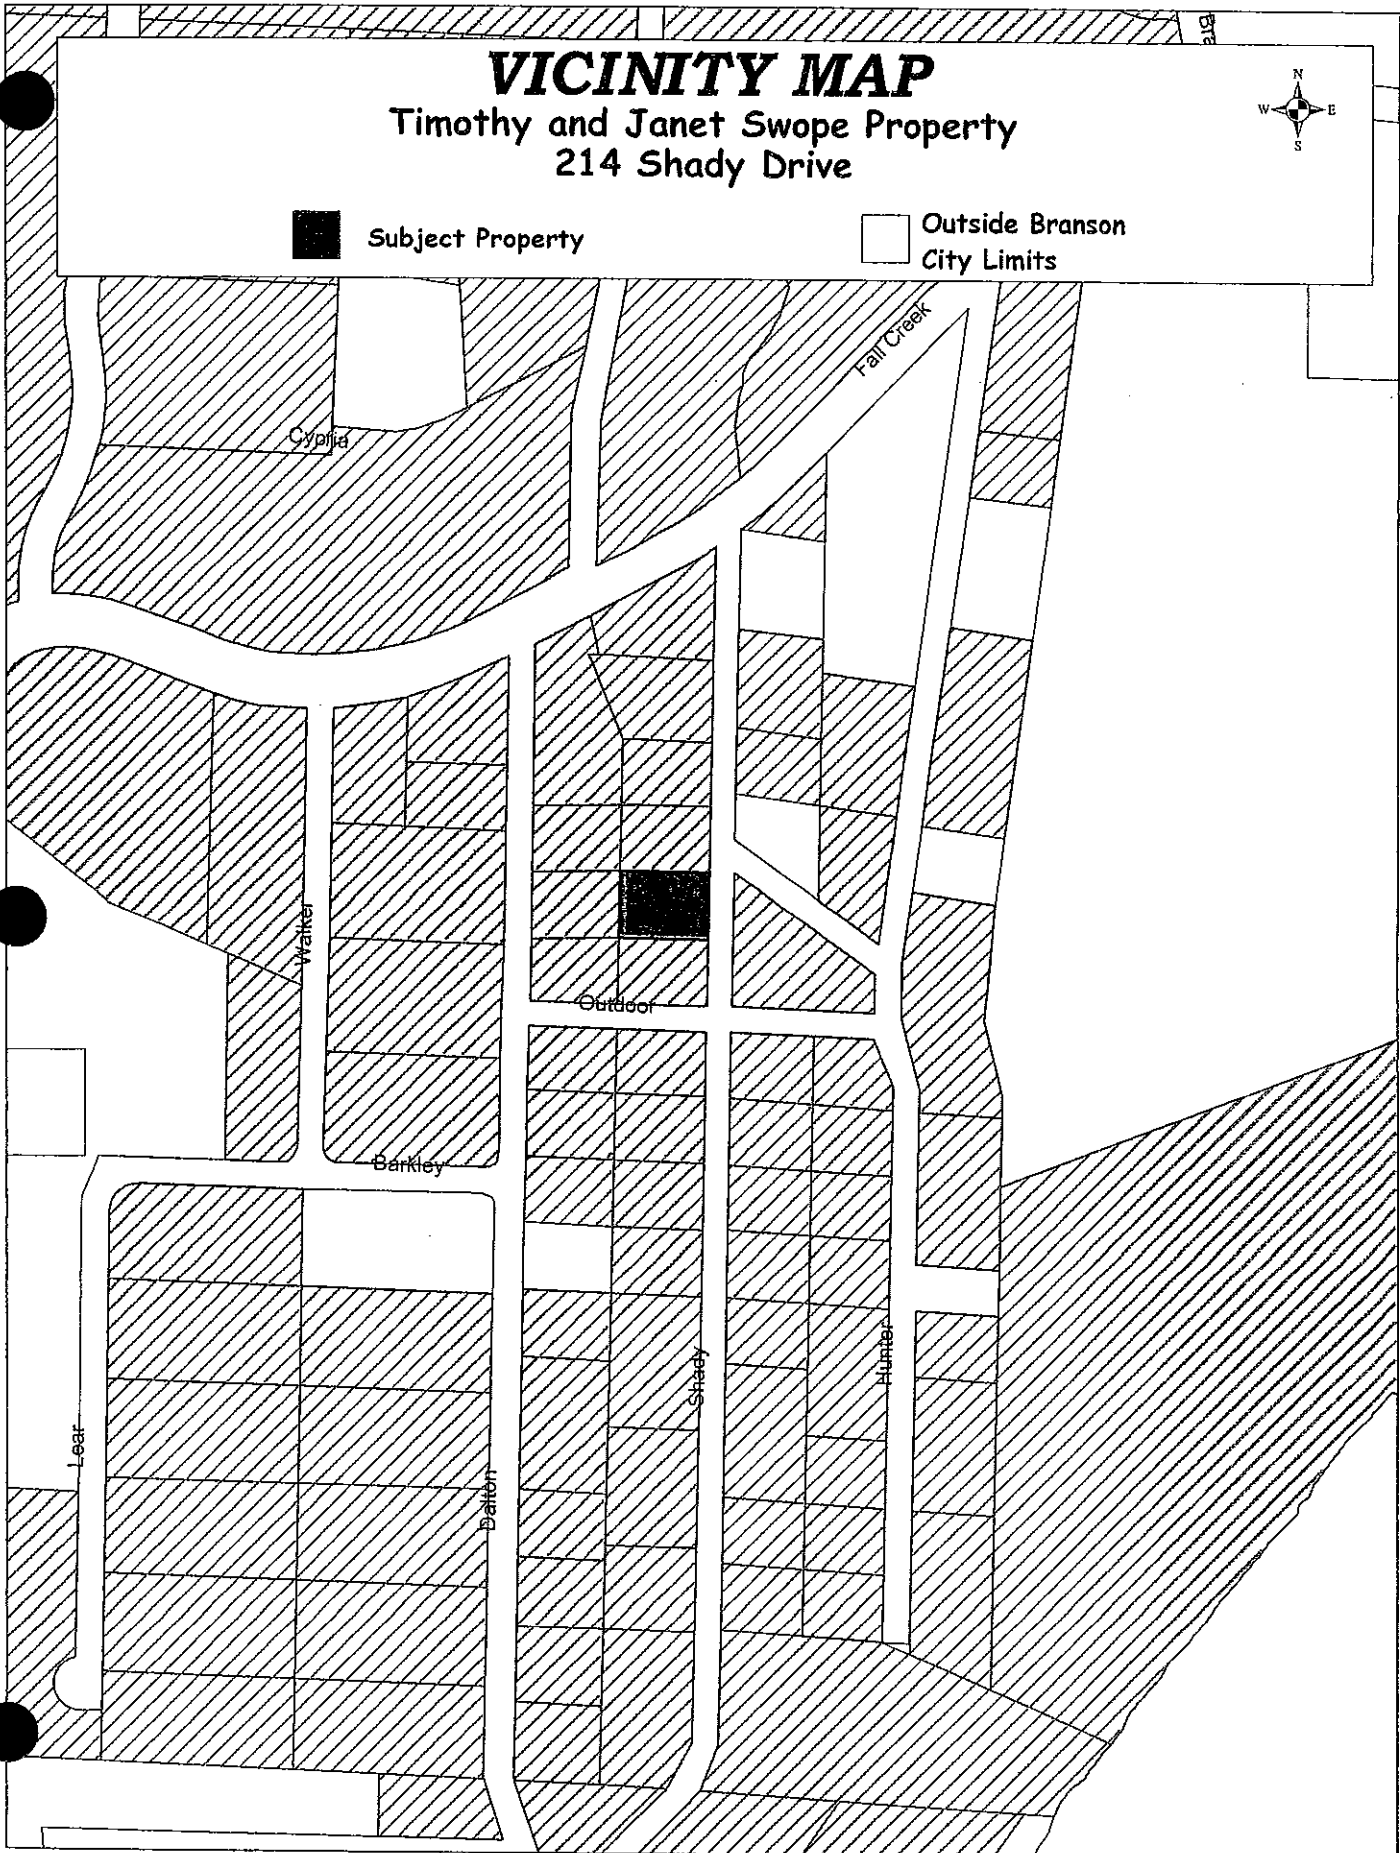 Bra
VICINITY MAP
Timothy and Janet Swope Property
214 Shady Drive
N
W E
S
Subject Property
Outside Branson
City Limits
Fall Creek
Walker
Outdoor
Barkley
Shady
Hunter
Lear
Dalton